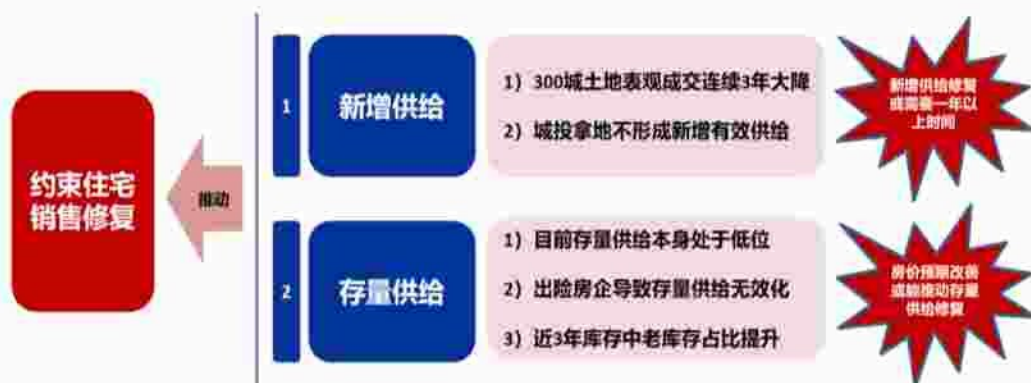 约束住宅
销售修复
推动
1
新增供给
1）300城土地表观成交连续3年大降
2）城投拿地不形成新增有效供给
新增供给修复
或需要一年以
上时间
2
存量供给
1）目前存量供给本身处于低位
2）出险房企导致存量供给无效化
3）近3年库存中老库存占比提升
房价预期改善
或能推动存量
供给修复